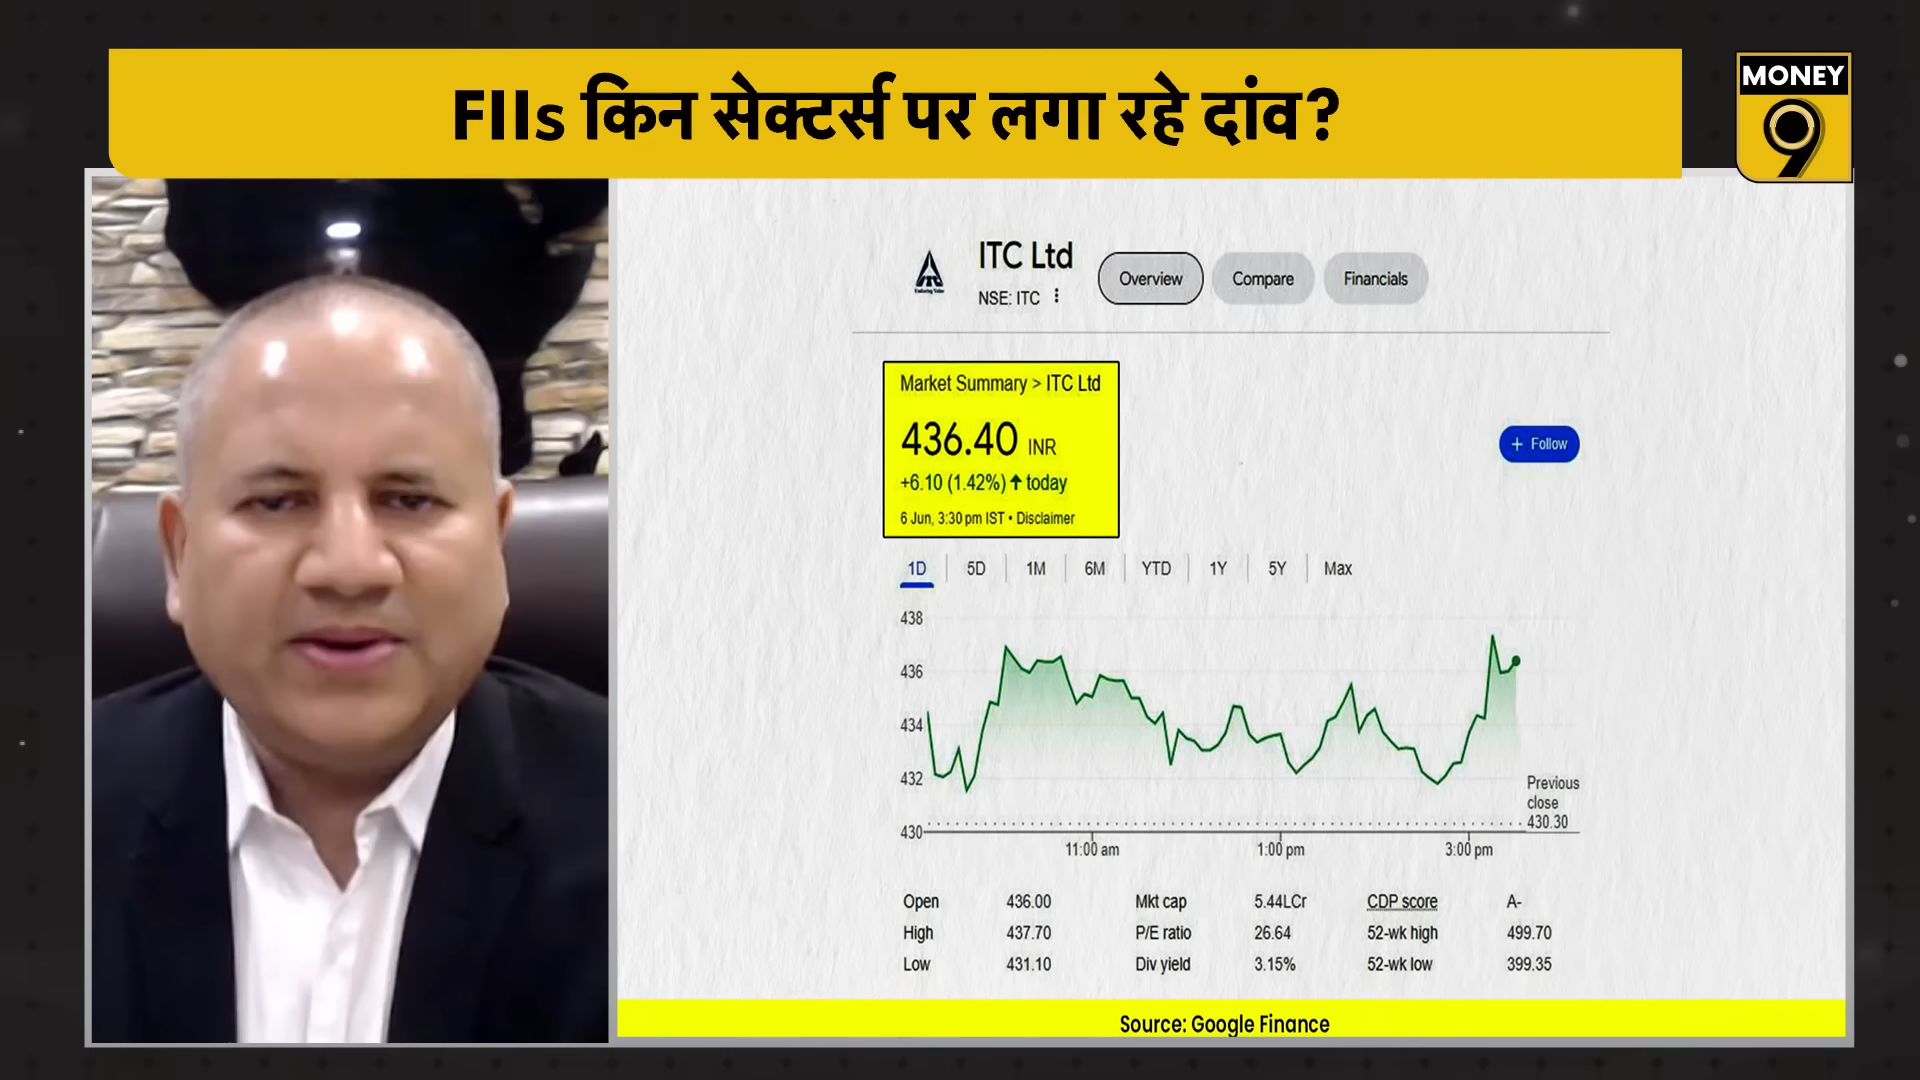 FIIs किन सेक्टर्स पर लगा रहे दांव?
MONEY
9
ITC Ltd
NSE: ITC
Overview
Compare
Financials
ITC
Enduring Value
Market Summary > ITC Ltd
436.40 INR
+6.10 (1.42%) ↑ today
6 Jun, 3:30 pm IST • Disclaimer
+ Follow
1D 5D 1M 6M YTD 1Y 5Y Max
438
436
434
432
430
Previous
close
430.30
11:00 am 1:00 pm 3:00 pm
Open 436.00 Mkt cap 5.44LCr CDP score A-
High 437.70 P/E ratio 26.64 52-wk high 499.70
Low 431.10 Div yield 3.15% 52-wk low 399.35
Source: Google Finance